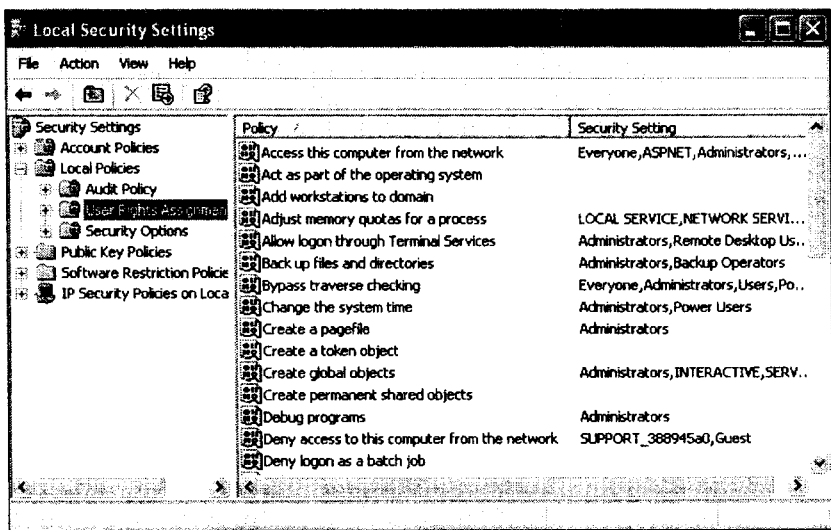 Local Security Settings
File Action View Help
Security Settings
Account Policies
Local Policies
Audit Policy
User Rights Assignmen
Security Options
Public Key Policies
Software Restriction Policie
IP Security Policies on Loca
Policy Security Setting
Access this computer from the network Everyone,ASPNET,Administrators,...
Act as part of the operating system
Add workstations to domain
Adjust memory quotas for a process LOCAL SERVICE,NETWORK SERVI...
Allow logon through Terminal Services Administrators,Remote Desktop Us..
Back up files and directories Administrators,Backup Operators
Bypass traverse checking Everyone,Administrators,Users,Po..
Change the system time Administrators,Power Users
Create a pagefile Administrators
Create a token object
Create global objects Administrators,INTERACTIVE,SERV..
Create permanent shared objects
Debug programs Administrators
Deny access to this computer from the network SUPPORT_388945a0,Guest
Deny logon as a batch job